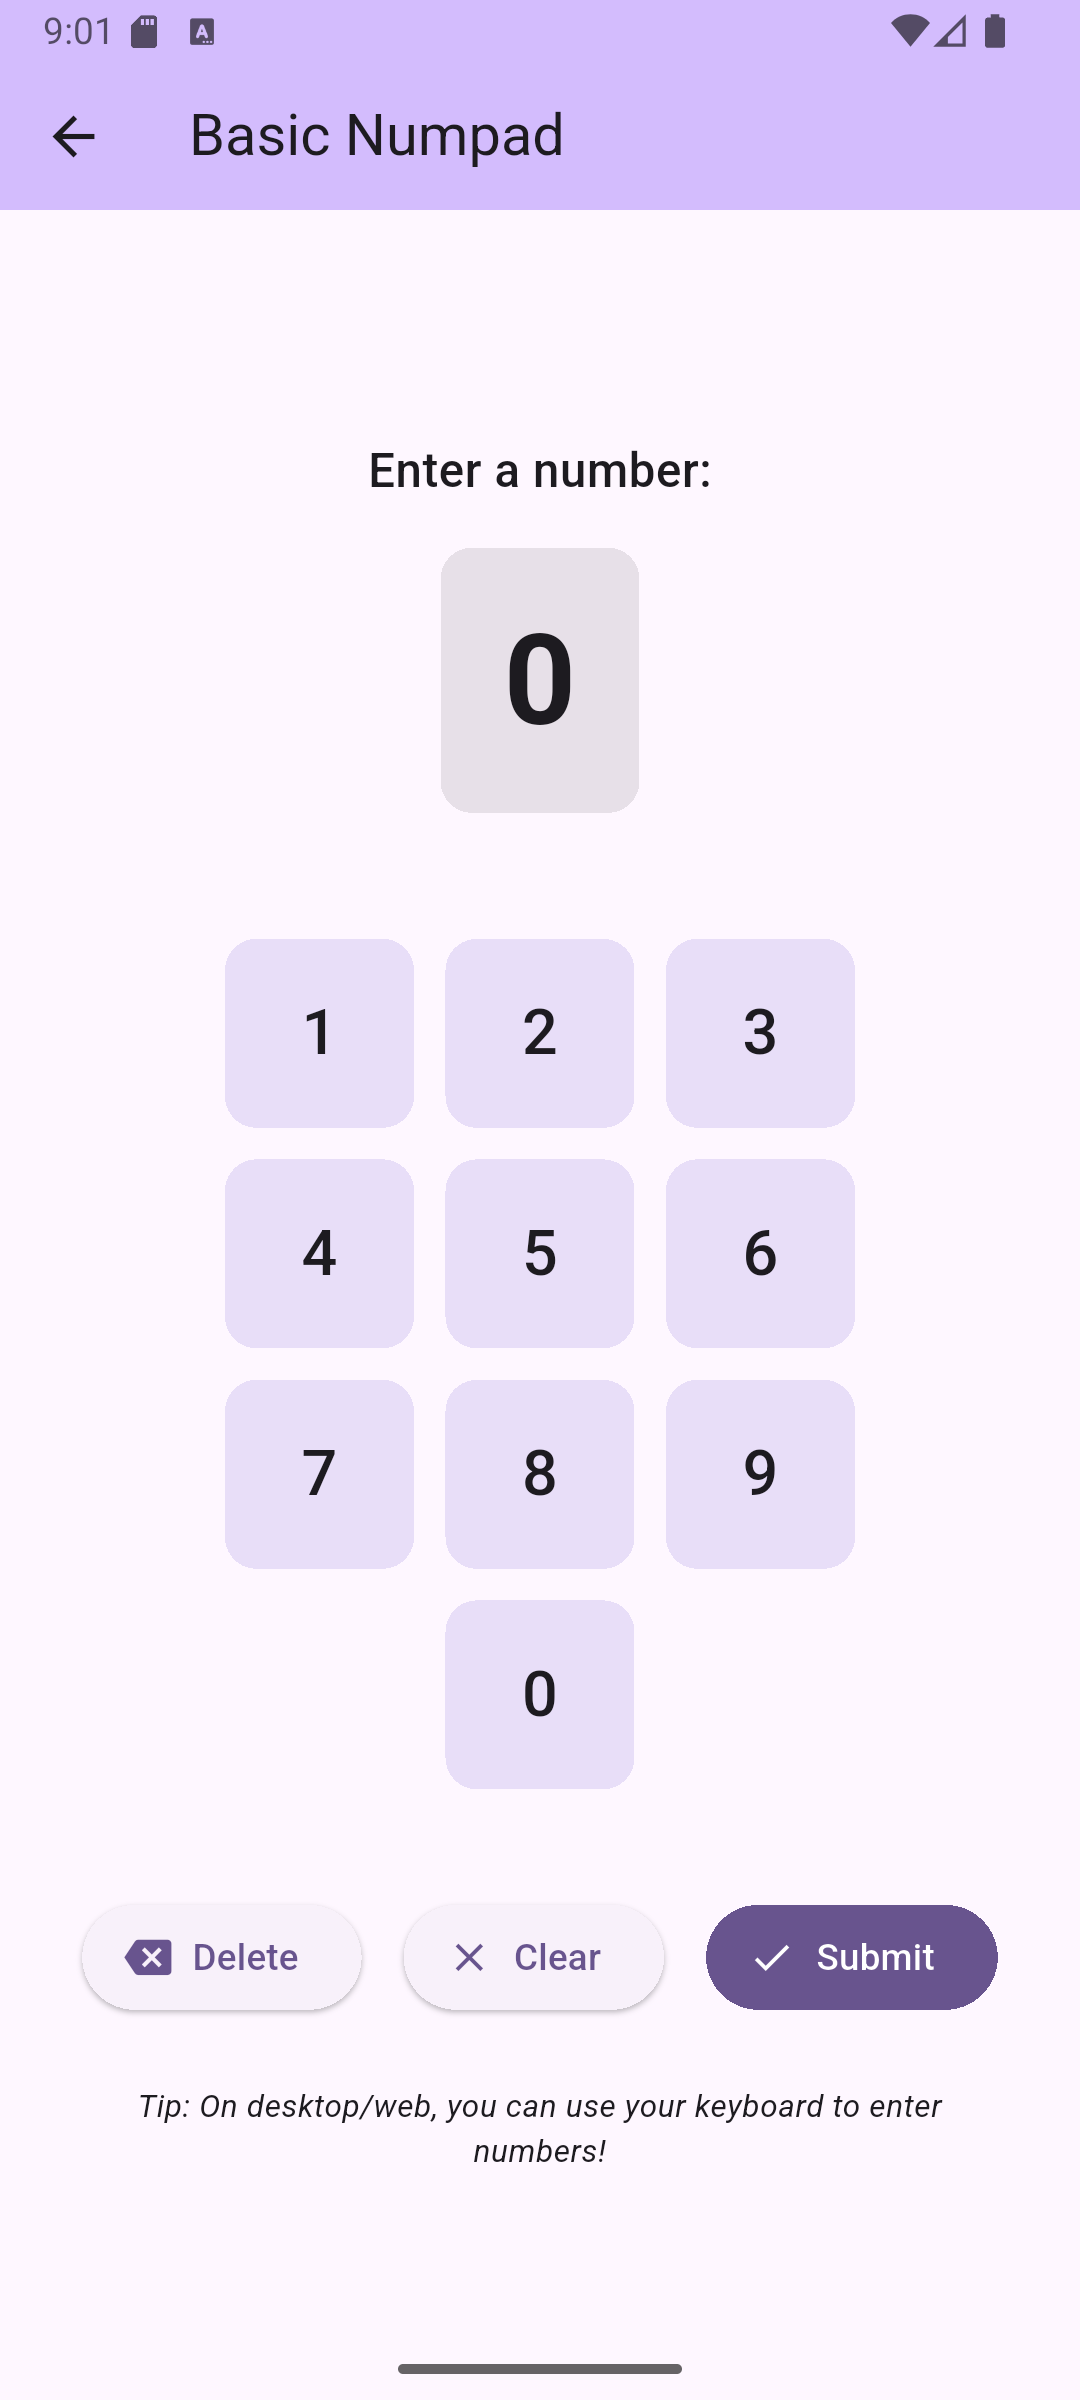 9:01
Basic Numpad
Enter a number:
0
1 2 3
4 5 6
7 8 9
0
Delete Clear Submit
Tip: On desktop/web, you can use your keyboard to enter
numbers!